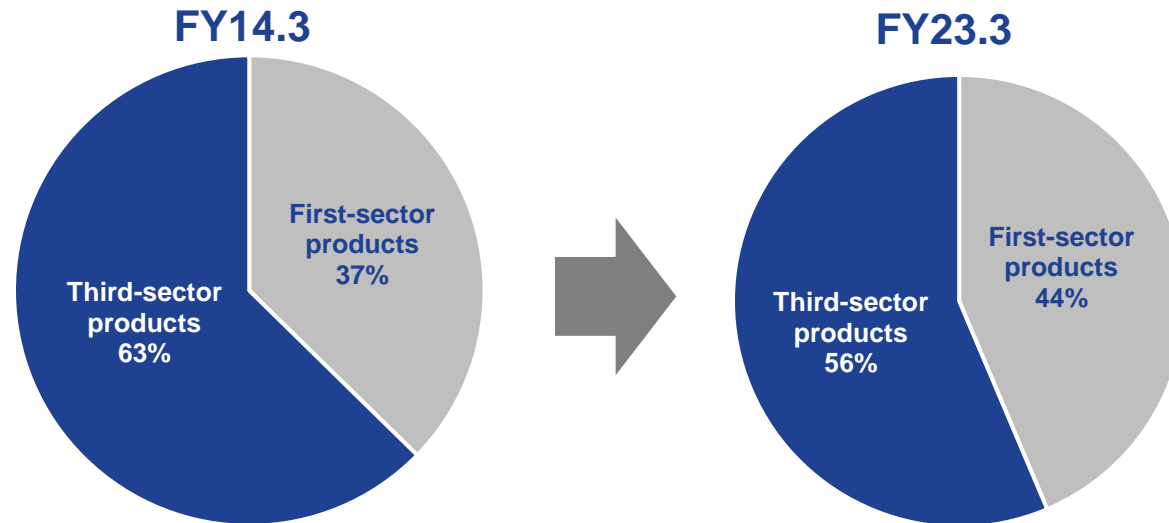 FY14.3
First-sector
products
37%
Third-sector
products
63%
FY23.3
First-sector
products
44%
Third-sector
products
56%